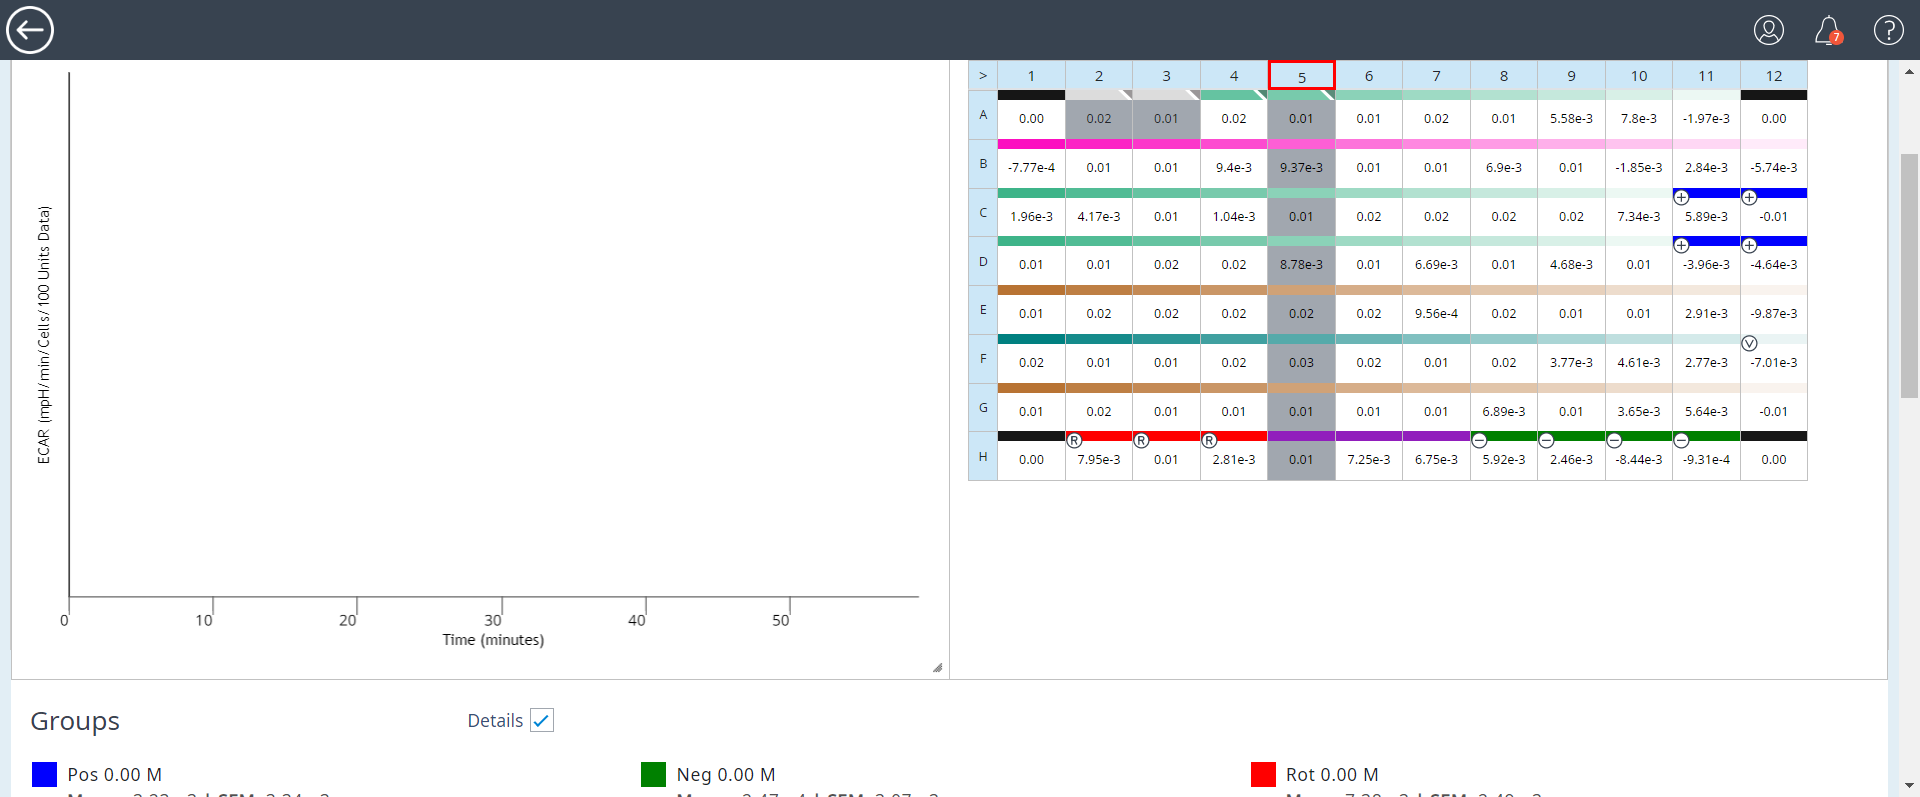 7
?
> 1 2 3 4 5 6 7 8 9 10 11 12
A 0.00 0.02 0.01 0.02 0.01 0.01 0.02 0.01 5.58e-3 7.8e-3 -1.97e-3 0.00
B -7.77e-4 0.01 0.01 9.4e-3 9.37e-3 0.01 0.01 6.9e-3 0.01 -1.85e-3 2.84e-3 -5.74e-3
+ +
C 1.96e-3 4.17e-3 0.01 1.04e-3 0.01 0.02 0.02 0.02 0.02 7.34e-3 5.89e-3 -0.01
+ +
D 0.01 0.01 0.02 0.02 8.78e-3 0.01 6.69e-3 0.01 4.68e-3 0.01 -3.96e-3 -4.64e-3
E 0.01 0.02 0.02 0.02 0.02 0.02 9.56e-4 0.02 0.01 0.01 2.91e-3 -9.87e-3
V
F 0.02 0.01 0.01 0.02 0.03 0.02 0.01 0.02 3.77e-3 4.61e-3 2.77e-3 -7.01e-3
G 0.01 0.02 0.01 0.01 0.01 0.01 0.01 6.89e-3 0.01 3.65e-3 5.64e-3 -0.01
R R R − − − −
H 0.00 7.95e-3 0.01 2.81e-3 0.01 7.25e-3 6.75e-3 5.92e-3 2.46e-3 -8.44e-3 -9.31e-4 0.00
ECAR (mpH/min/Cells/100 Units Data)
0 10 20 30 40 50
Time (minutes)
Groups
Details
Pos 0.00 M
Neg 0.00 M
Rot 0.00 M